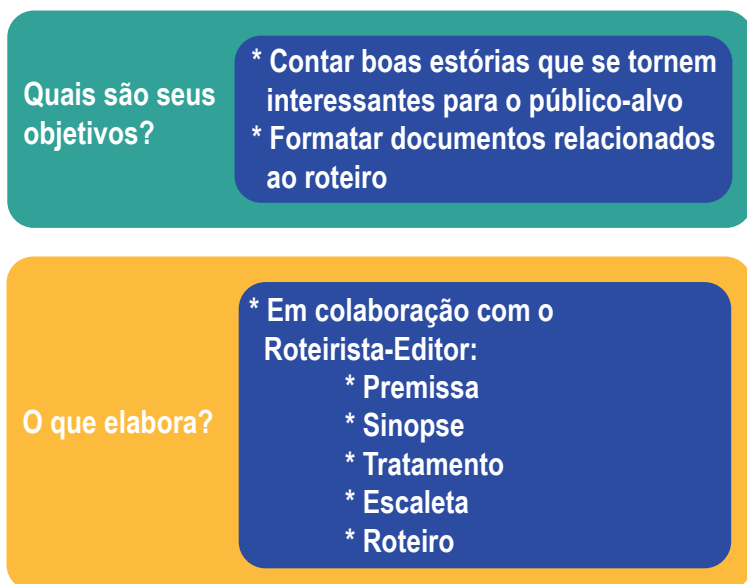 Quais são seus
objetivos?
* Contar boas estórias que se tornem
interessantes para o público-alvo
* Formatar documentos relacionados
ao roteiro
O que elabora?
* Em colaboração com o
Roteirista-Editor:
* Premissa
* Sinopse
* Tratamento
* Escaleta
* Roteiro